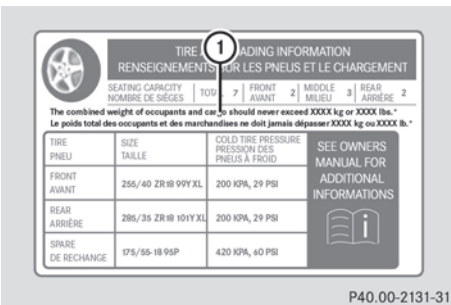 1
TIRE AND LOADING INFORMATION
RENSEIGNEMENTS SUR LES PNEUS ET LE CHARGEMENT
SEATING CAPACITY TOTAL 7 FRONT 2 MIDDLE 3 REAR 2
NOMBRE DE SIÈGES AVANT MILIEU ARRIÈRE
The combined weight of occupants and cargo should never exceed XXXX kg or XXXX lbs."
Le poids total des occupants et des marchandises ne doit jamais dépasser XXXX kg ou XXXX lb."
TIRE SIZE COLD TIRE PRESSURE
PNEU TAILLE PRESSION DES
PNEUS À FROID
FRONT
AVANT 255/40 ZR18 99Y XL 200 KPA, 29 PSI
REAR
ARRIÈRE 285/35 ZR18 101Y XL 200 KPA, 29 PSI
SPARE
DE RECHANGE 175/55-18 95P 420 KPA, 60 PSI
SEE OWNERS
MANUAL FOR
ADDITIONAL
INFORMATIONS
i
P40.00-2131-31